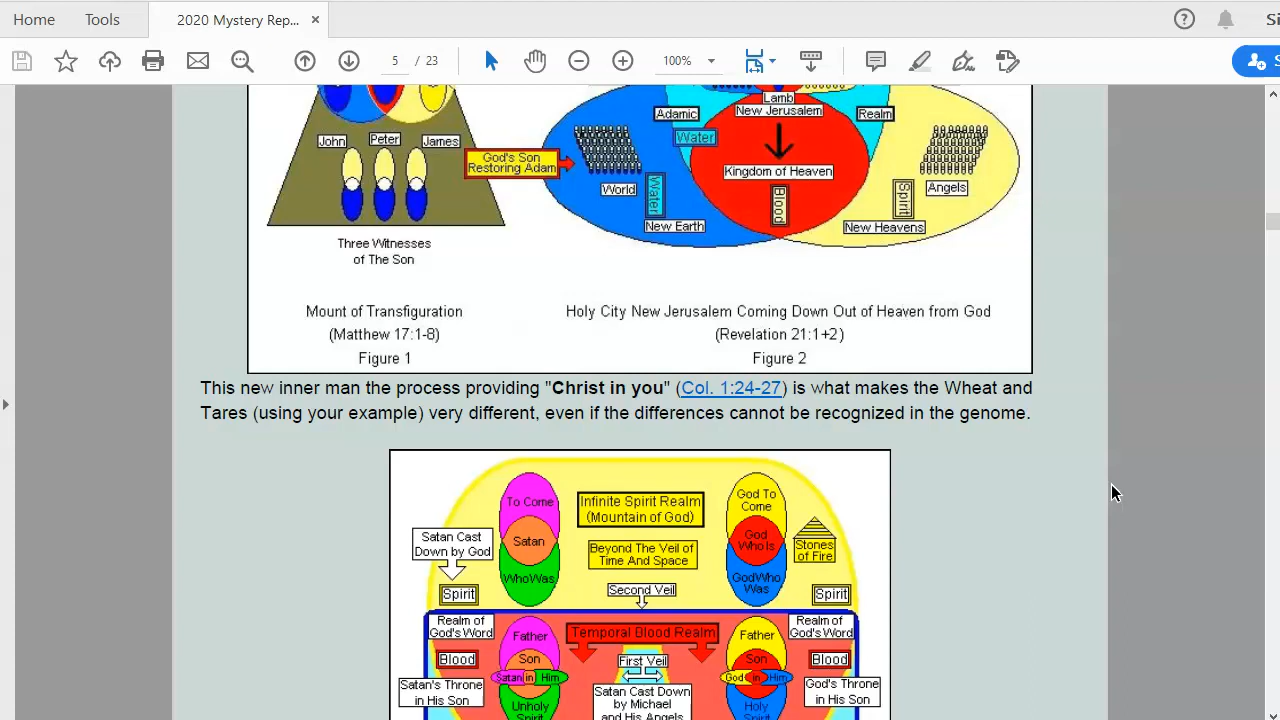 Home
Tools
2020 Mystery Rep...
Si
5 / 23
100%
S
Lamb
New Jerusalem
Adamic
Realm
Water
John
Peter
James
God's Son
Restoring Adam
Kingdom of Heaven
World
Water
Blood
Spirit
Angels
New Earth
New Heavens
Three Witnesses
of The Son
Mount of Transfiguration
(Matthew 17:1-8)
Figure 1
Holy City New Jerusalem Coming Down Out of Heaven from God
(Revelation 21:1+2)
Figure 2
This new inner man the process providing "Christ in you" (Col. 1:24-27) is what makes the Wheat and
Tares (using your example) very different, even if the differences cannot be recognized in the genome.
To Come
Satan
Who Was
Infinite Spirit Realm
(Mountain of God)
God To
Come
God
Who Is
God Who
Was
Stones
of Fire
Satan Cast
Down by God
Beyond The Veil of
Time And Space
Second Veil
Spirit
Spirit
Realm of
God's Word
Father
Temporal Blood Realm
Father
Realm of
God's Word
Blood
Son
Satan in Him
First Veil
Son
God in Him
Blood
Satan's Throne
in His Son
Unholy
Spirit
Satan Cast Down
by Michael
and His Angels
Holy
Spirit
God's Throne
in His Son